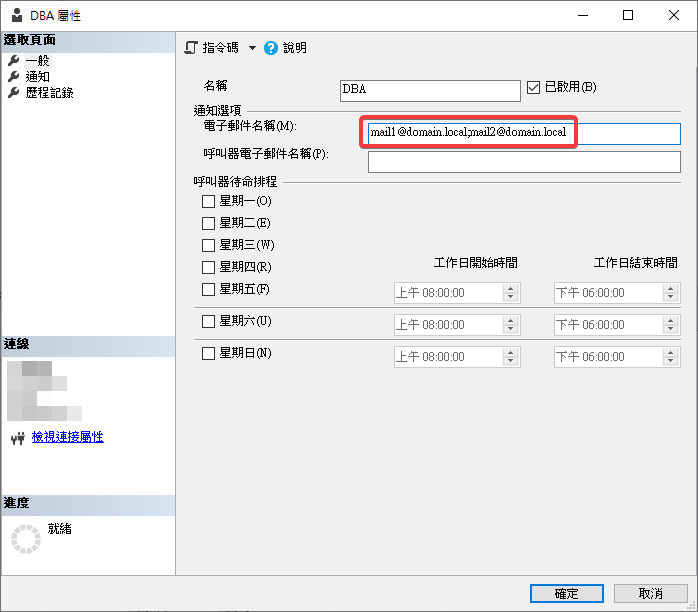 DBA 屬性
選取頁面
一般
通知
歷程記錄
指令碼 說明
名稱 DBA 已啟用(B)
通知選項
電子郵件名稱(M): mail1@domain.local;mail2@domain.local
呼叫器電子郵件名稱(P):
呼叫器待命排程
星期一(O)
星期二(E)
星期三(W)
星期四(R) 工作日開始時間 工作日結束時間
星期五(F) 上午 08:00:00 下午 06:00:00
星期六(U) 上午 08:00:00 下午 06:00:00
星期日(N) 上午 08:00:00 下午 06:00:00
連線
檢視連接屬性
進度
就緒
確定 取消